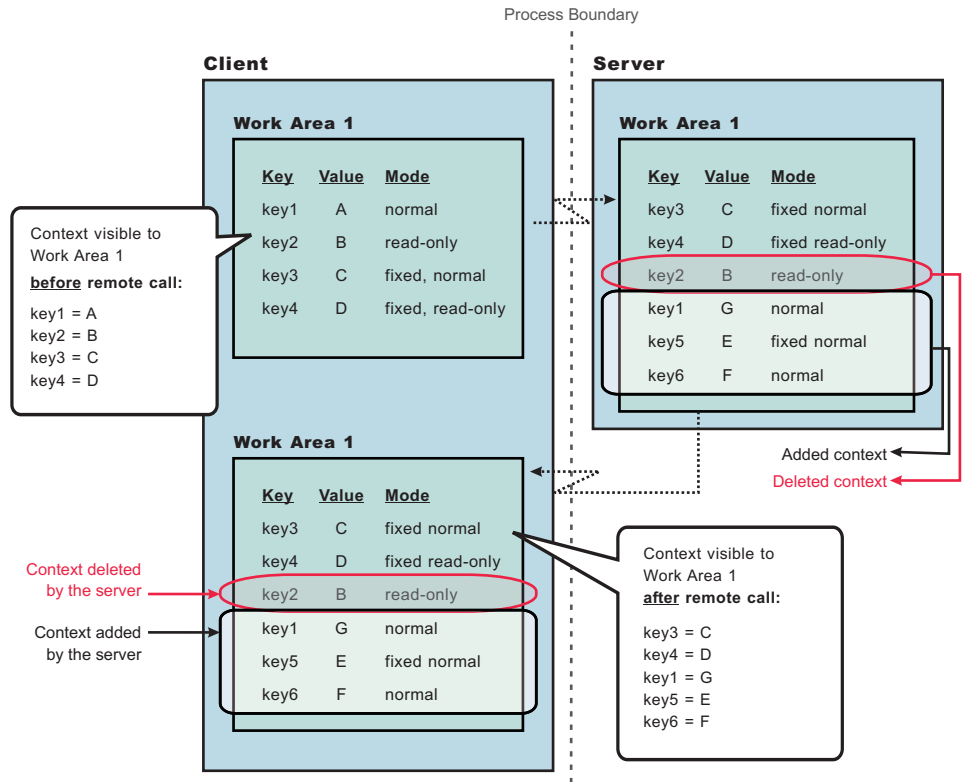 Process Boundary
Client
Work Area 1
Key Value Mode
key1 A normal
key2 B read-only
key3 C fixed, normal
key4 D fixed, read-only
Context visible to
Work Area 1
before remote call:
key1 = A
key2 = B
key3 = C
key4 = D
Server
Work Area 1
Key Value Mode
key3 C fixed normal
key4 D fixed read-only
key2 B read-only
key1 G normal
key5 E fixed normal
key6 F normal
Added context
Deleted context
Work Area 1
Key Value Mode
key3 C fixed normal
key4 D fixed read-only
key2 B read-only
key1 G normal
key5 E fixed normal
key6 F normal
Context deleted
by the server
Context added
by the server
Context visible to
Work Area 1
after remote call:
key3 = C
key4 = D
key1 = G
key5 = E
key6 = F